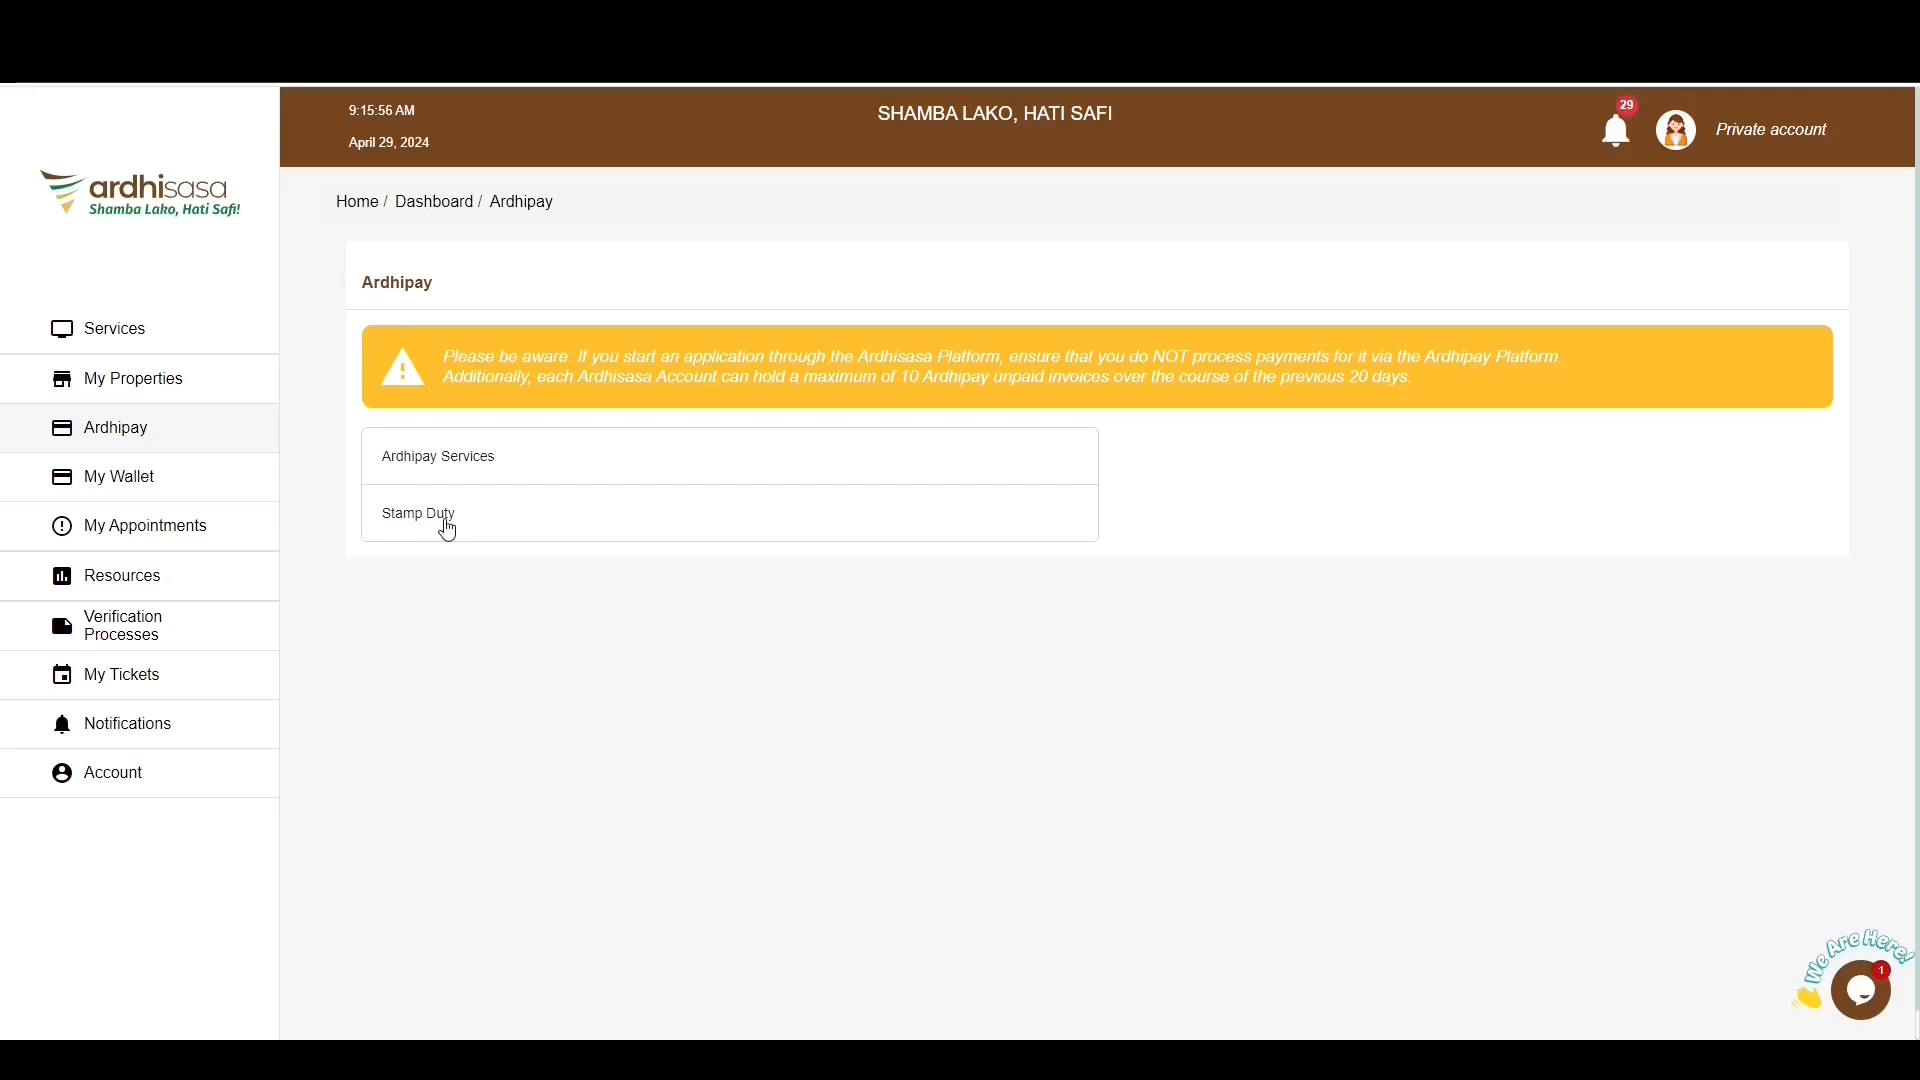 9:15:56 AM
SHAMBA LAKO, HATI SAFI
29
Private account
April 29, 2024
ardhisasa
Shamba Lako, Hati Safi!
Home / Dashboard / Ardhipay
Ardhipay
Please be aware: If you start an application through the Ardhisasa Platform, ensure that you do NOT process payments for it via the Ardhipay Platform.
Additionally, each Ardhisasa Account can hold a maximum of 10 Ardhipay unpaid invoices over the course of the previous 20 days.
Ardhipay Services
Stamp Duty
Services
My Properties
Ardhipay
My Wallet
My Appointments
Resources
Verification
Processes
My Tickets
Notifications
Account
We Are Here!
1